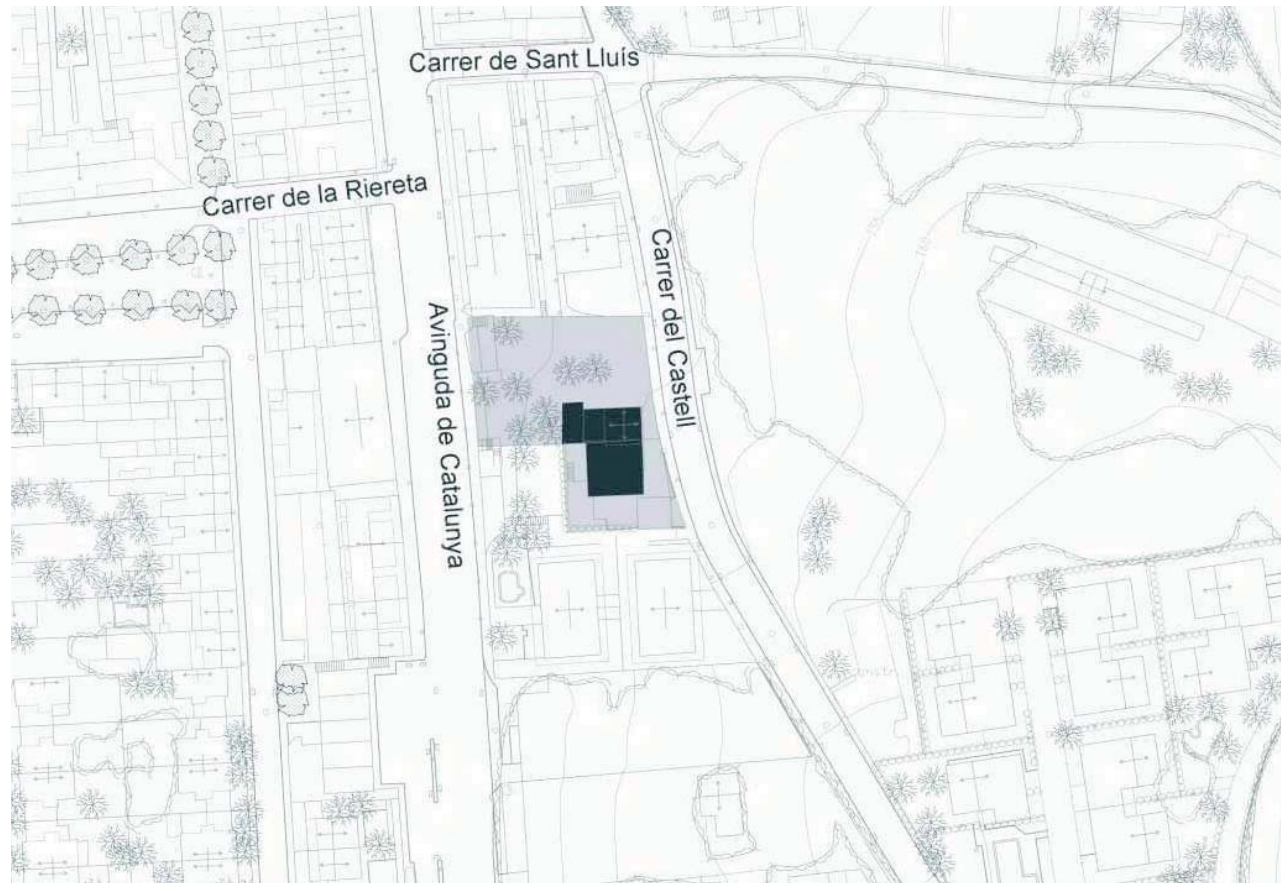 Carrer de Sant Lluís
Carrer de la Riereta
Carrer del Castell
Avinguda de Catalunya